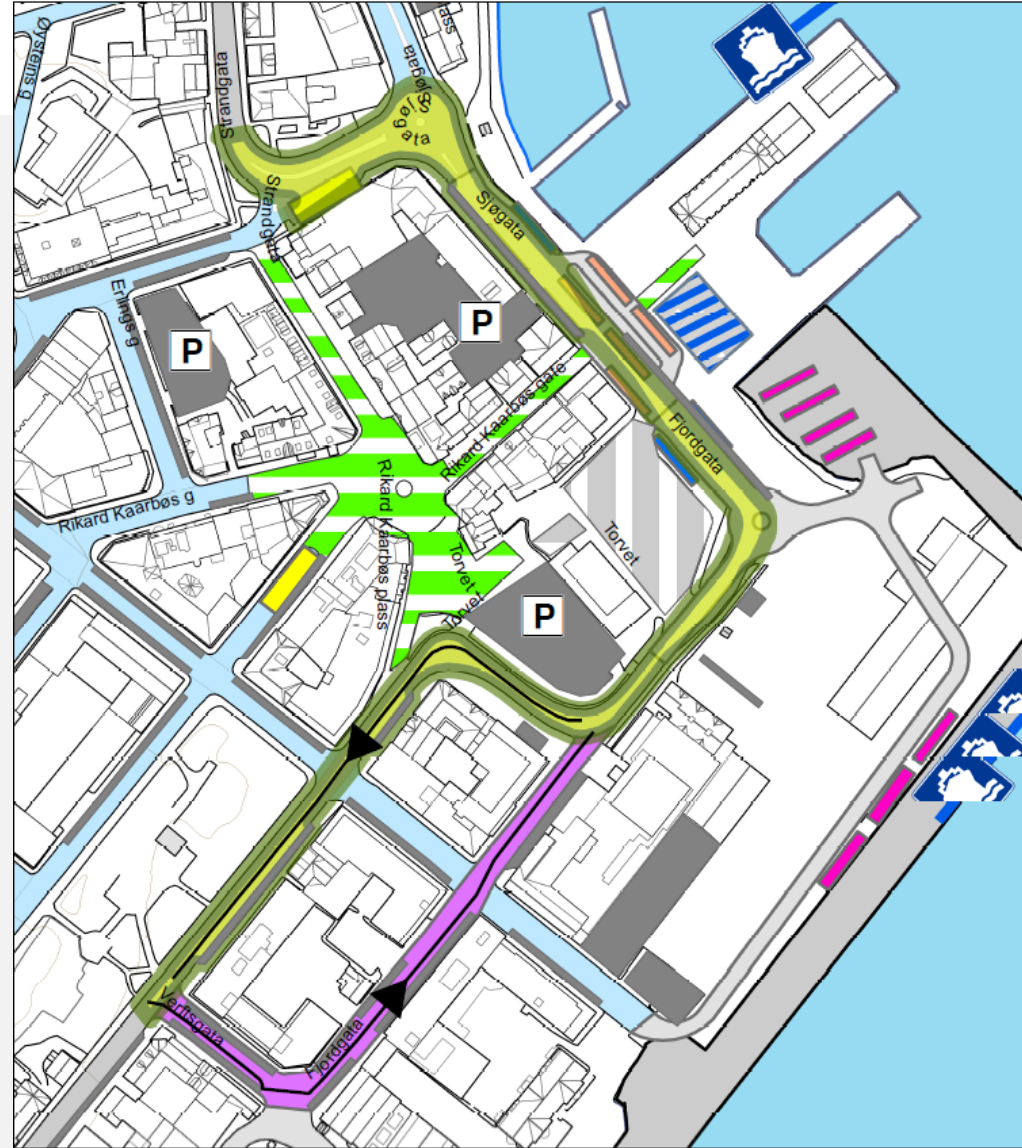 Øysteins g
Strandgata
Sjøgata
Sjøgata
Strandgata
Sjøgata
Erlings g
P
P
Rikard Kaarbøs gate
Fjordgata
Rikard Kaarbøs g
Rikard Kaarbøs plass
Torvet
Torvet
Torvet
P
Verftsgata
Fjordgata